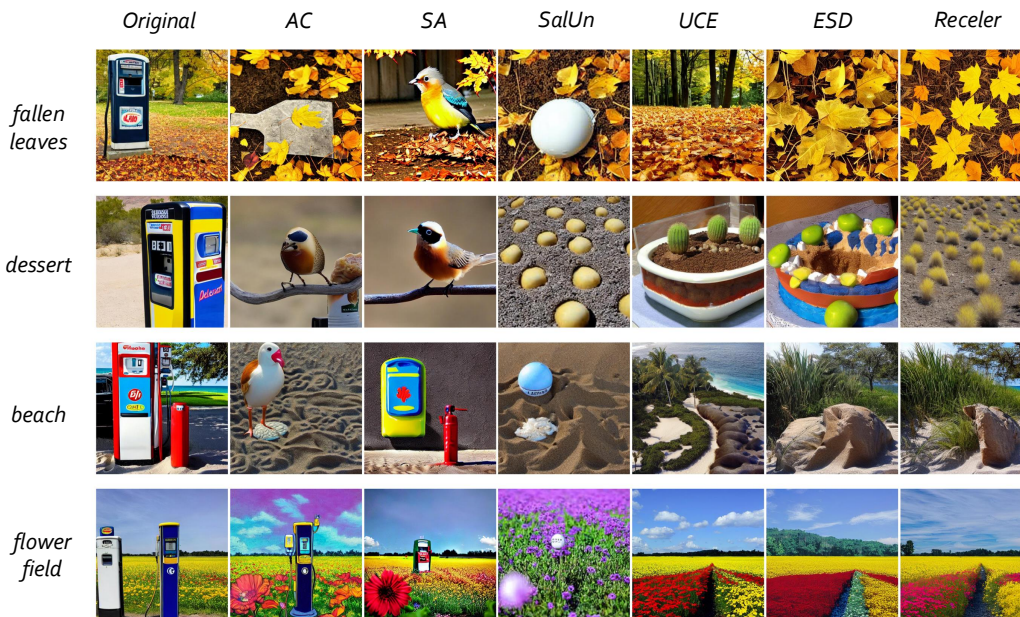 Original AC SA SalUn UCE ESD Receler
fallen
leaves
dessert
beach
flower
field